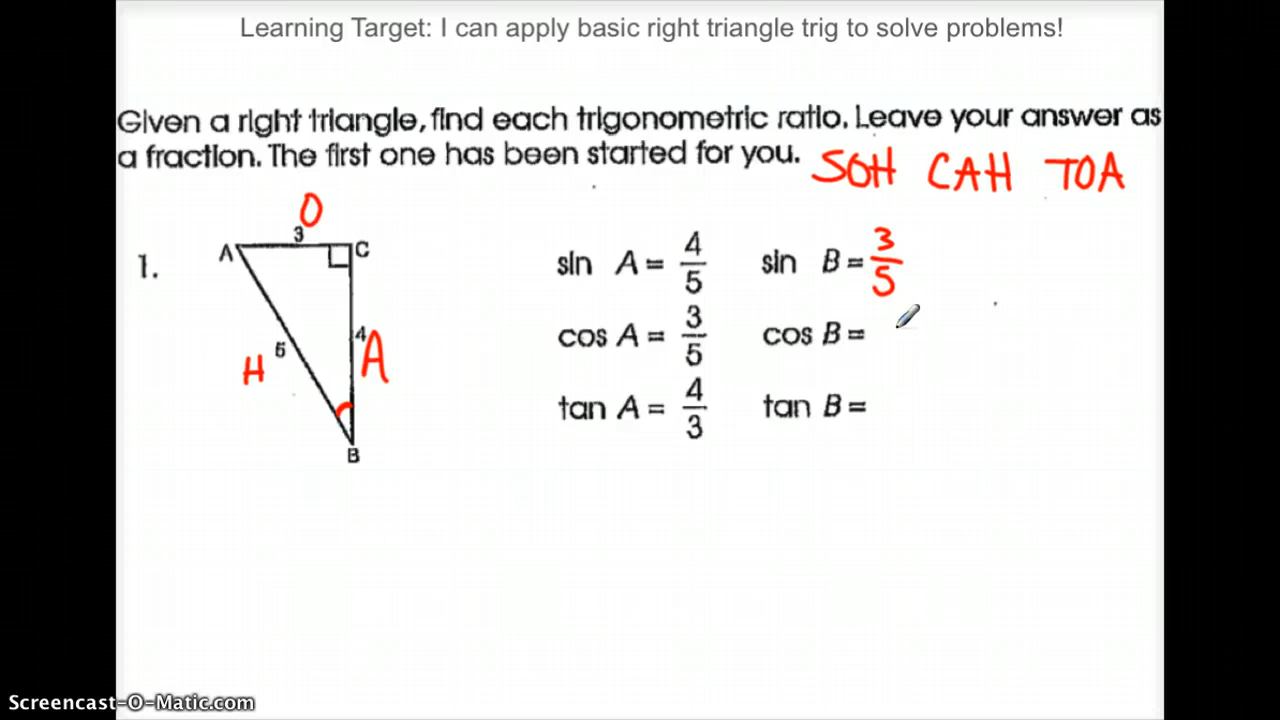 Learning Target: I can apply basic right triangle trig to solve problems!
Given a right triangle, find each trigonometric ratio. Leave your answer as
a fraction. The first one has been started for you.
SOH CAH TOA
1.
O
3
A
C
4
A
5
H
B
sin A = 4/5
sin B = 3/5
cos A = 3/5
cos B =
tan A = 4/3
tan B =
Screencast-O-Matic.com